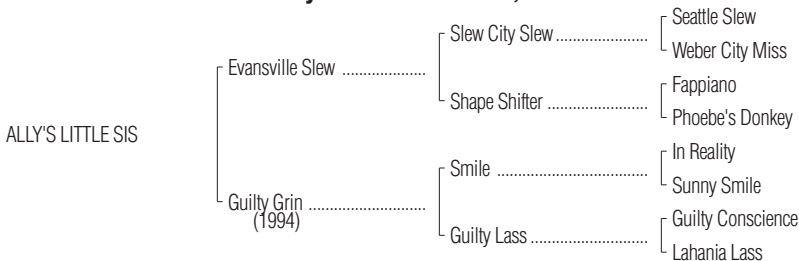 Seattle Slew
Slew City Slew ......................
Weber City Miss
Evansville Slew ....................
Fappiano
Shape Shifter ........................
Phoebe's Donkey
ALLY'S LITTLE SIS
In Reality
Smile ....................................
Sunny Smile
Guilty Grin ............................
(1994)
Guilty Conscience
Guilty Lass ............................
Lahania Lass